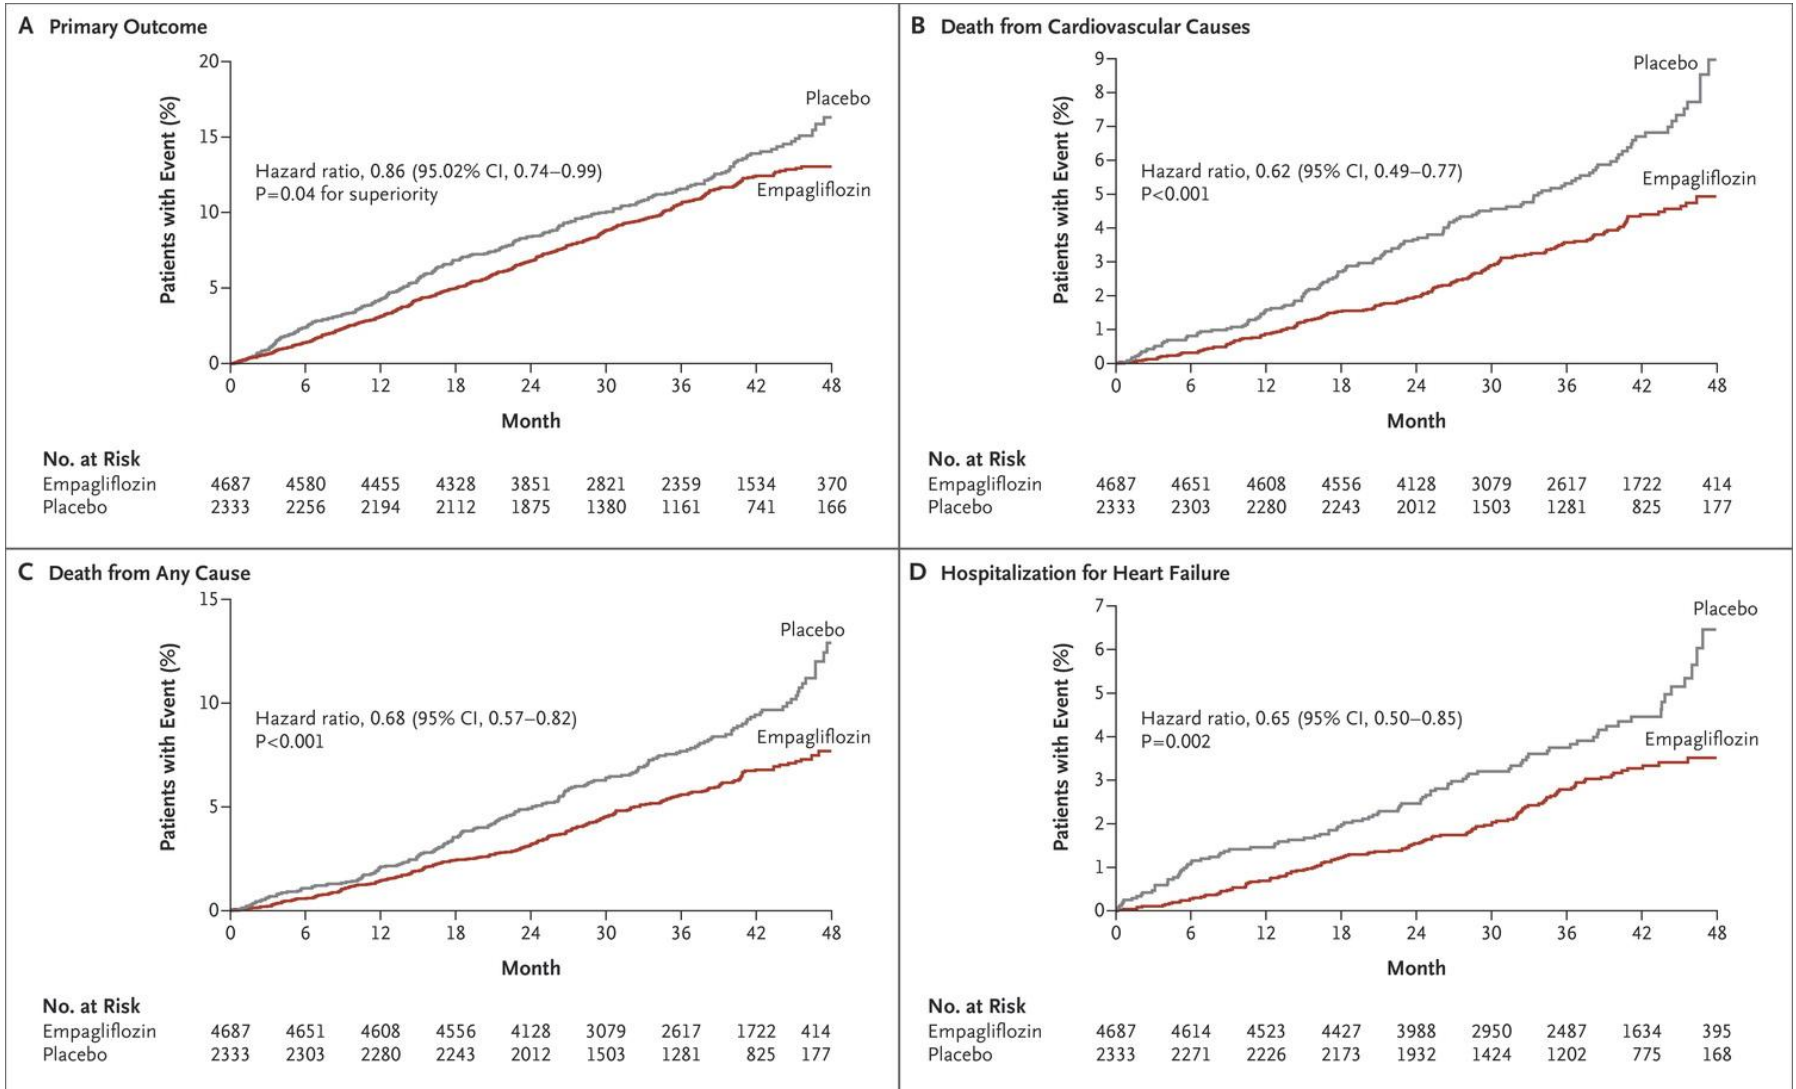 A Primary Outcome
20
15
10
5
0
Patients with Event (%)
Placebo
Hazard ratio, 0.86 (95.02% CI, 0.74–0.99)
P=0.04 for superiority
Empagliflozin
0 6 12 18 24 30 36 42 48
Month
No. at Risk
Empagliflozin 4687 4580 4455 4328 3851 2821 2359 1534 370
Placebo 2333 2256 2194 2112 1875 1380 1161 741 166
B Death from Cardiovascular Causes
9
8
7
6
5
4
3
2
1
0
Patients with Event (%)
Placebo
Hazard ratio, 0.62 (95% CI, 0.49–0.77)
P<0.001
Empagliflozin
0 6 12 18 24 30 36 42 48
Month
No. at Risk
Empagliflozin 4687 4651 4608 4556 4128 3079 2617 1722 414
Placebo 2333 2303 2280 2243 2012 1503 1281 825 177
C Death from Any Cause
15
10
5
0
Patients with Event (%)
Placebo
Hazard ratio, 0.68 (95% CI, 0.57–0.82)
P<0.001
Empagliflozin
0 6 12 18 24 30 36 42 48
Month
No. at Risk
Empagliflozin 4687 4651 4608 4556 4128 3079 2617 1722 414
Placebo 2333 2303 2280 2243 2012 1503 1281 825 177
D Hospitalization for Heart Failure
7
6
5
4
3
2
1
0
Patients with Event (%)
Placebo
Hazard ratio, 0.65 (95% CI, 0.50–0.85)
P=0.002
Empagliflozin
0 6 12 18 24 30 36 42 48
Month
No. at Risk
Empagliflozin 4687 4614 4523 4427 3988 2950 2487 1634 395
Placebo 2333 2271 2226 2173 1932 1424 1202 775 168